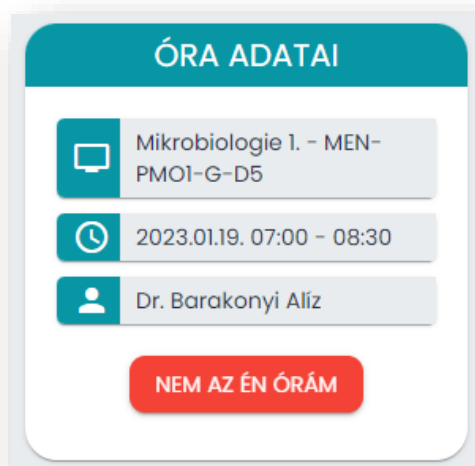 ÓRA ADATAI
Mikrobiologie 1. - MEN-
PMO1-G-D5
2023.01.19. 07:00 - 08:30
Dr. Barakonyi Alíz
NEM AZ ÉN ÓRÁM